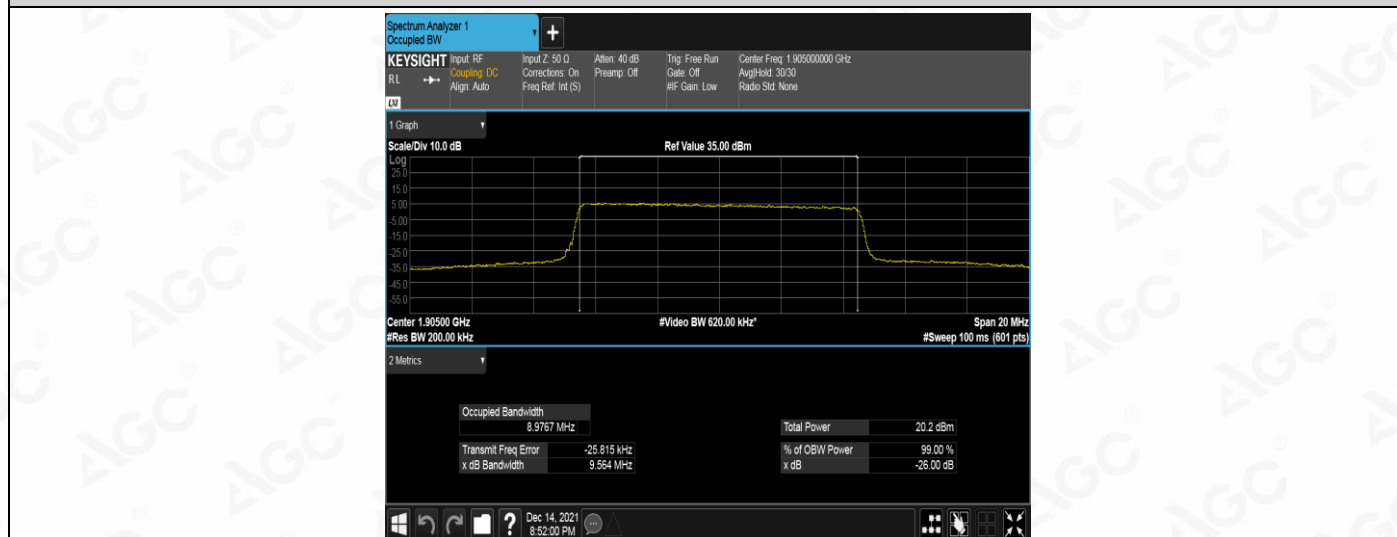 Spectrum Analyzer 1
Occupied BW
+
KEYSIGHT Input: RF Input Z: 50 Ω Atten: 40 dB Trig: Free Run Center Freq: 1.905000000 GHz
RL Coupling: DC Corrections: On Preamp: Off Gate: Off Avg|Hold: 30/30
Align: Auto Freq Ref: Int (S) #IF Gain: Low Radio Std: None
LXI
1 Graph
Scale/Div 10.0 dB Ref Value 35.00 dBm
Log
25.0
15.0
5.00
-5.00
-15.0
-25.0
-35.0
-45.0
-55.0
Center 1.90500 GHz #Video BW 620.00 kHz* Span 20 MHz
#Res BW 200.00 kHz #Sweep 100 ms (601 pts)
2 Metrics
Occupied Bandwidth
8.9767 MHz Total Power 20.2 dBm
Transmit Freq Error -25.815 kHz % of OBW Power 99.00 %
x dB Bandwidth 9.564 MHz x dB -26.00 dB
? Dec 14, 2021
8:52:00 PM
AGC